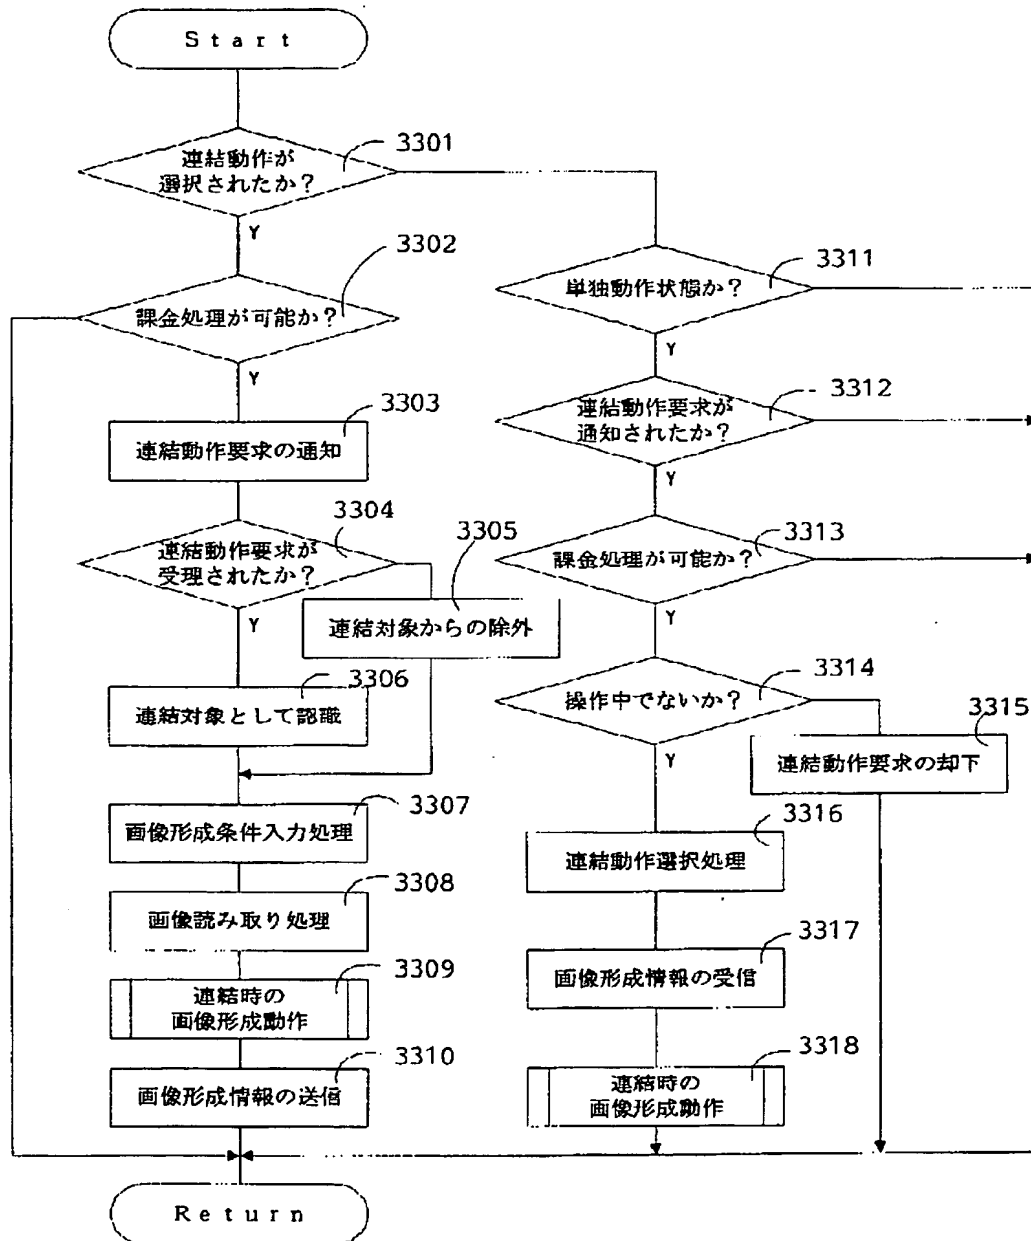 Start
3301
連結動作が
選択されたか?
Y
3302
課金処理が可能か?
Y
3303
連結動作要求の通知
3304
連結動作要求が
受理されたか?
Y
3305
連結対象からの除外
3306
連結対象として認識
3307
画像形成条件入力処理
3308
画像読み取り処理
3309
連結時の
画像形成動作
3310
画像形成情報の送信
Return
3311
単独動作状態か?
Y
3312
連結動作要求が
通知されたか?
Y
3313
課金処理が可能か?
Y
3314
操作中でないか?
Y
3315
連結動作要求の却下
3316
連結動作選択処理
3317
画像形成情報の受信
3318
連結時の
画像形成動作